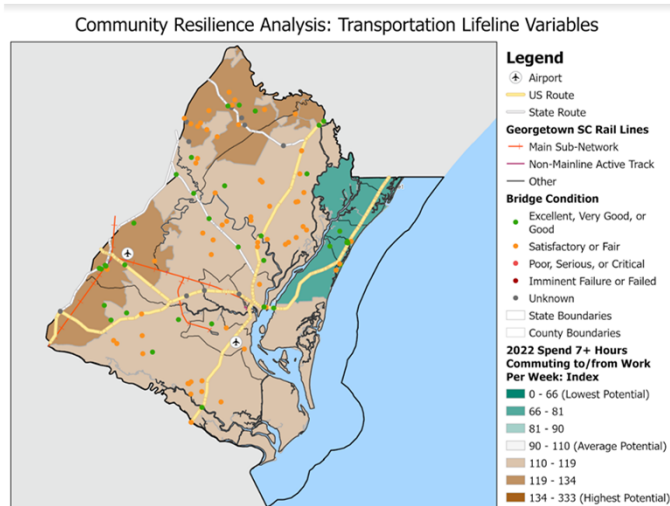 Community Resilience Analysis: Transportation Lifeline Variables
Legend
Airport
US Route
State Route
Georgetown SC Rail Lines
Main Sub-Network
Non-Mainline Active Track
Other
Bridge Condition
Excellent, Very Good, or
Good
Satisfactory or Fair
Poor, Serious, or Critical
Imminent Failure or Failed
Unknown
State Boundaries
County Boundaries
2022 Spend 7+ Hours
Commuting to/from Work
Per Week: Index
0 - 66 (Lowest Potential)
66 - 81
81 - 90
90 - 110 (Average Potential)
110 - 119
119 - 134
134 - 333 (Highest Potential)